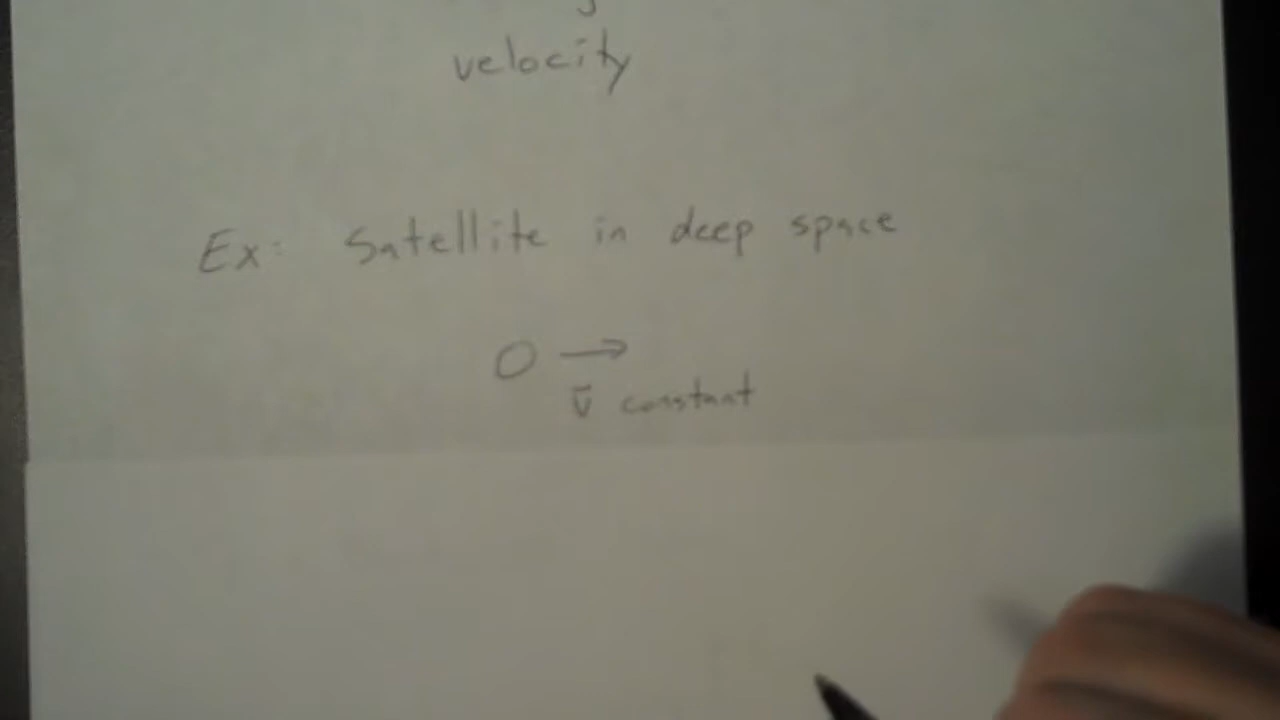 velocity
Ex: Satellite in deep space
v̄ constant